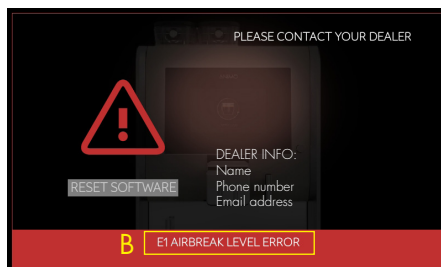 PLEASE CONTACT YOUR DEALER
DEALER INFO:
Name
RESET SOFTWARE
Phone number
Email address
B
E1 AIRBREAK LEVEL ERROR